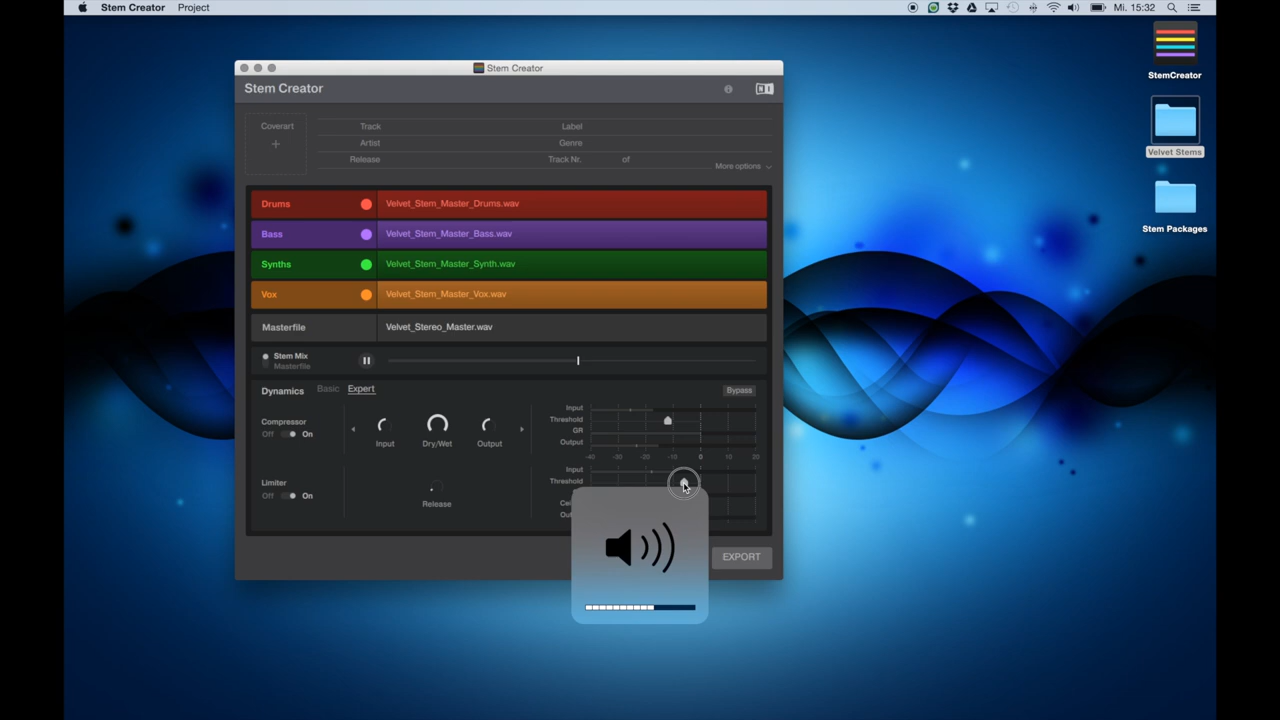 Stem Creator Project Mi. 15:32
Stem Creator
Stem Creator
StemCreator
Velvet Stems
Stem Packages
Coverart
+
Track
Label
Artist
Genre
Release
Track Nr. of
More options
Drums Velvet_Stem_Master_Drums.wav
Bass Velvet_Stem_Master_Bass.wav
Synths Velvet_Stem_Master_Synth.wav
Vox Velvet_Stem_Master_Vox.wav
Masterfile Velvet_Stereo_Master.wav
Stem Mix
Masterfile
Dynamics Basic Expert Bypass
Compressor
Off On
Input Dry/Wet Output
Input
Threshold
GR
Output
-40 -30 -20 -10 0 10 20
Limiter
Off On
Release
Input
Threshold
EXPORT